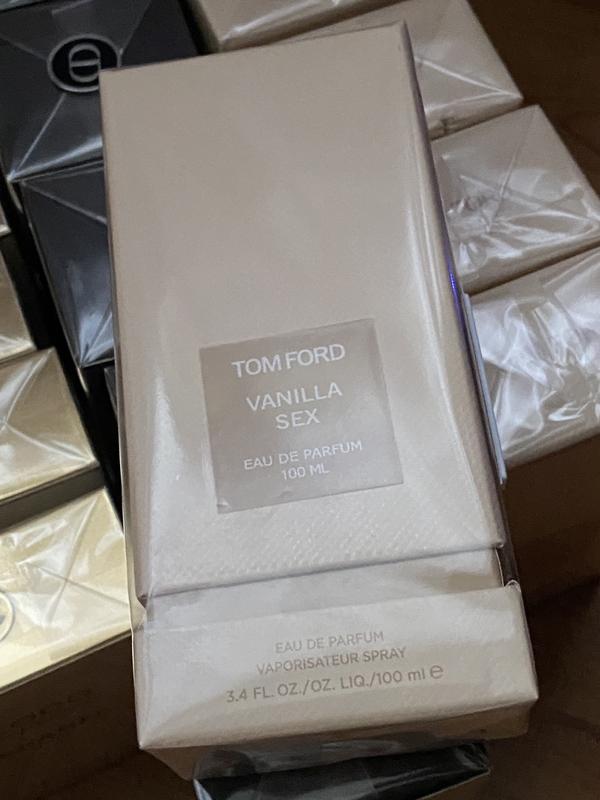 TOM FORD
VANILLA
SEX
EAU DE PARFUM
100 ML
EAU DE PARFUM
VAPORISATEUR SPRAY
3.4 FL. OZ./OZ. LIQ./100 ml ℮